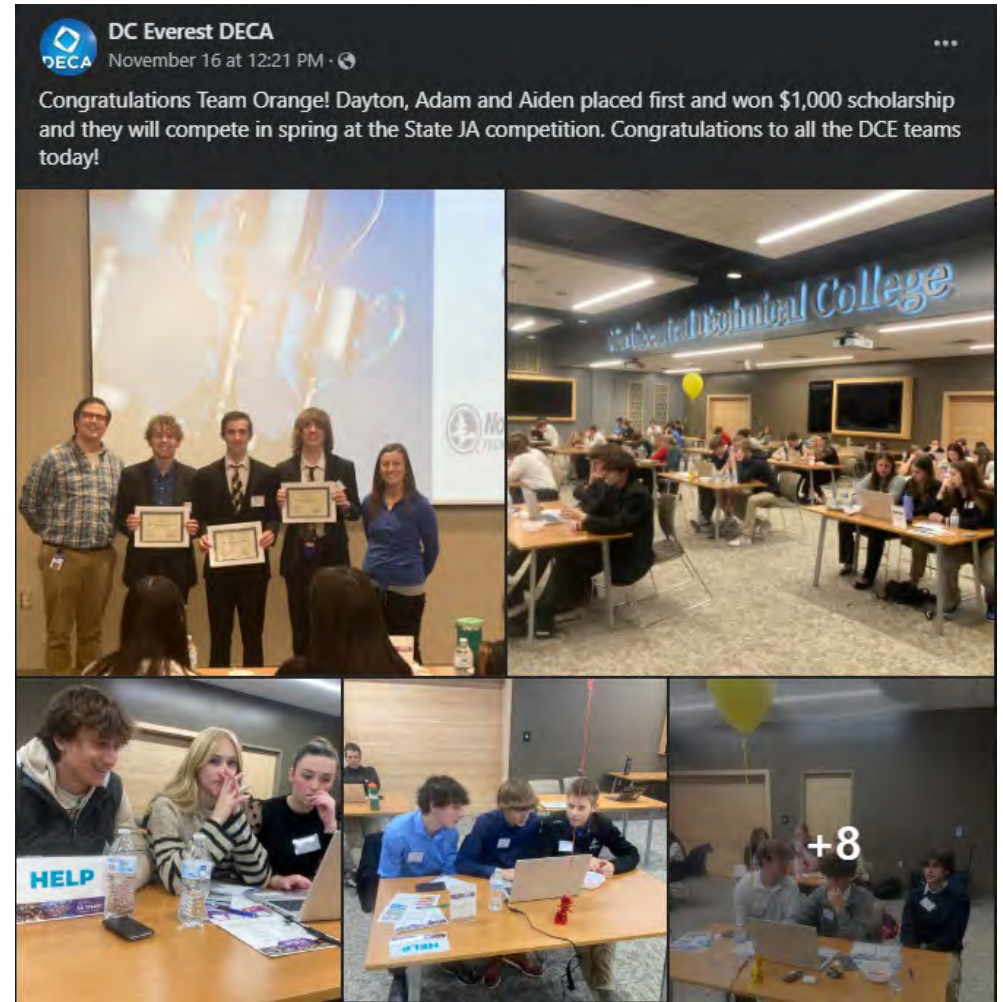 DC Everest DECA
DECA
November 16 at 12:21 PM ·
Congratulations Team Orange! Dayton, Adam and Aiden placed first and won $1,000 scholarship
and they will compete in spring at the State JA competition. Congratulations to all the DCE teams
today!
No
Technical College
HELP
HELP
+8